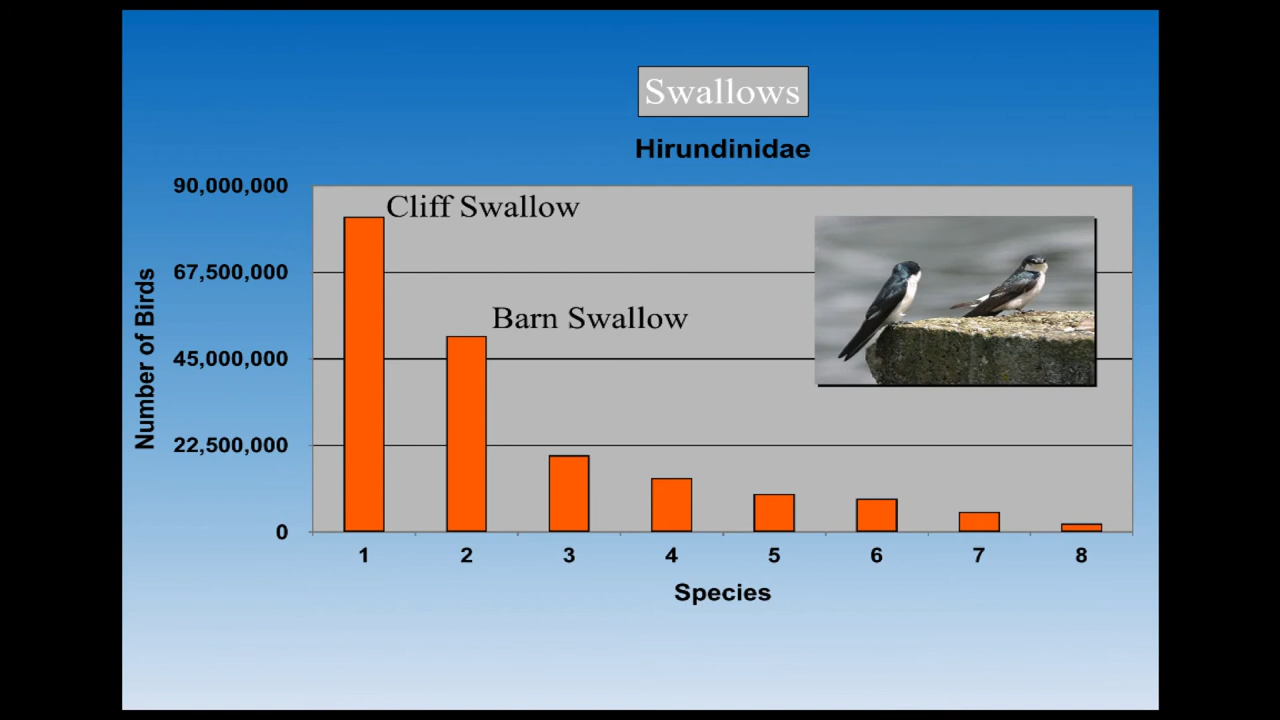 Swallows
Hirundinidae
90,000,000
Cliff Swallow
67,500,000
Barn Swallow
45,000,000
22,500,000
0
Number of Birds
1 2 3 4 5 6 7 8
Species